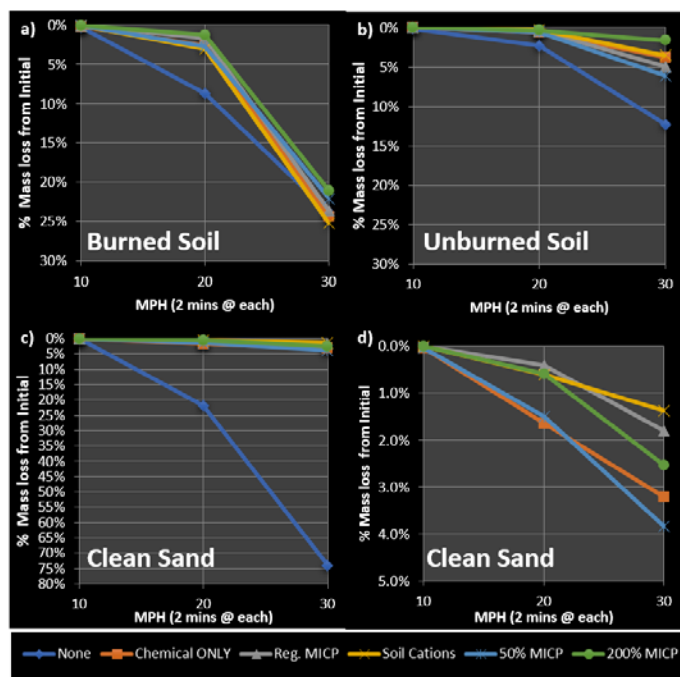 a)
% Mass loss from Initial
0%
5%
10%
15%
20%
25%
30%
Burned Soil
10 20 30
MPH (2 mins @ each)
b)
% Mass loss from Initial
0%
5%
10%
15%
20%
25%
30%
Unburned Soil
10 20 30
MPH (2 mins @ each)
c)
% Mass loss from Initial
0%
5%
10%
15%
20%
25%
30%
35%
40%
45%
50%
55%
60%
65%
70%
75%
80%
Clean Sand
10 20 30
MPH (2 mins @ each)
d)
% Mass loss from Initial
0.0%
1.0%
2.0%
3.0%
4.0%
5.0%
Clean Sand
10 20 30
MPH (2 mins @ each)
None Chemical ONLY Reg. MICP Soil Cations 50% MICP 200% MICP